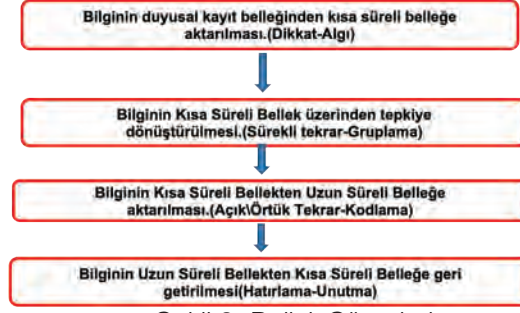 Bilginin duyusal kayıt belleğinden kısa süreli belleğe
aktarılması.(Dikkat-Algı)
Bilginin Kısa Süreli Bellek üzerinden tepkiye
dönüştürülmesi.(Sürekli tekrar-Gruplama)
Bilginin Kısa Süreli Bellekten Uzun Süreli Belleğe
aktarılması.(Açık\Örtük Tekrar-Kodlama)
Bilginin Uzun Süreli Bellekten Kısa Süreli Belleğe geri
getirilmesi(Hatırlama-Unutma)